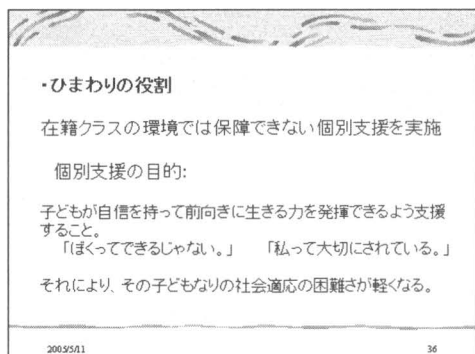 ・ひまわりの役割
在籍クラスの環境では保障できない個別支援を実施
個別支援の目的:
子どもが自信を持って前向きに生きる力を発揮できるよう支援
すること。
「ぼくってできるじゃない。」 「私って大切にされている。」
それにより、その子どもなりの社会適応の困難さが軽くなる。
2005/5/11 36